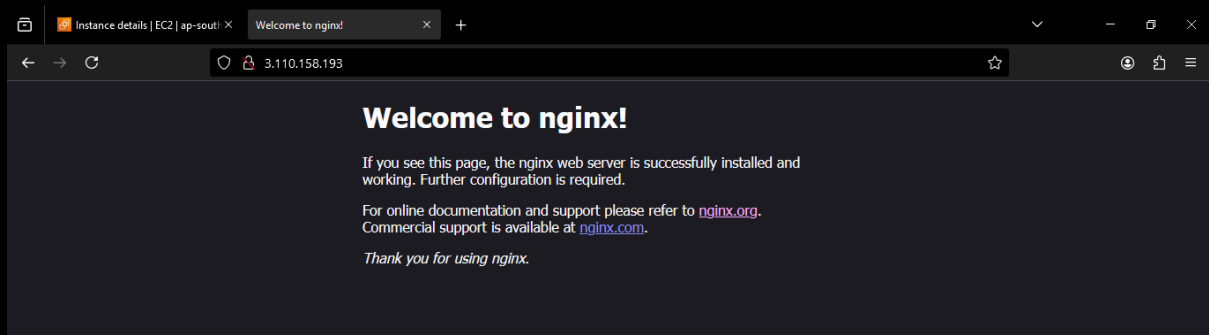 Instance details | EC2 | ap-south
Welcome to nginx!
3.110.158.193
Welcome to nginx!
If you see this page, the nginx web server is successfully installed and
working. Further configuration is required.
For online documentation and support please refer to nginx.org.
Commercial support is available at nginx.com.
Thank you for using nginx.